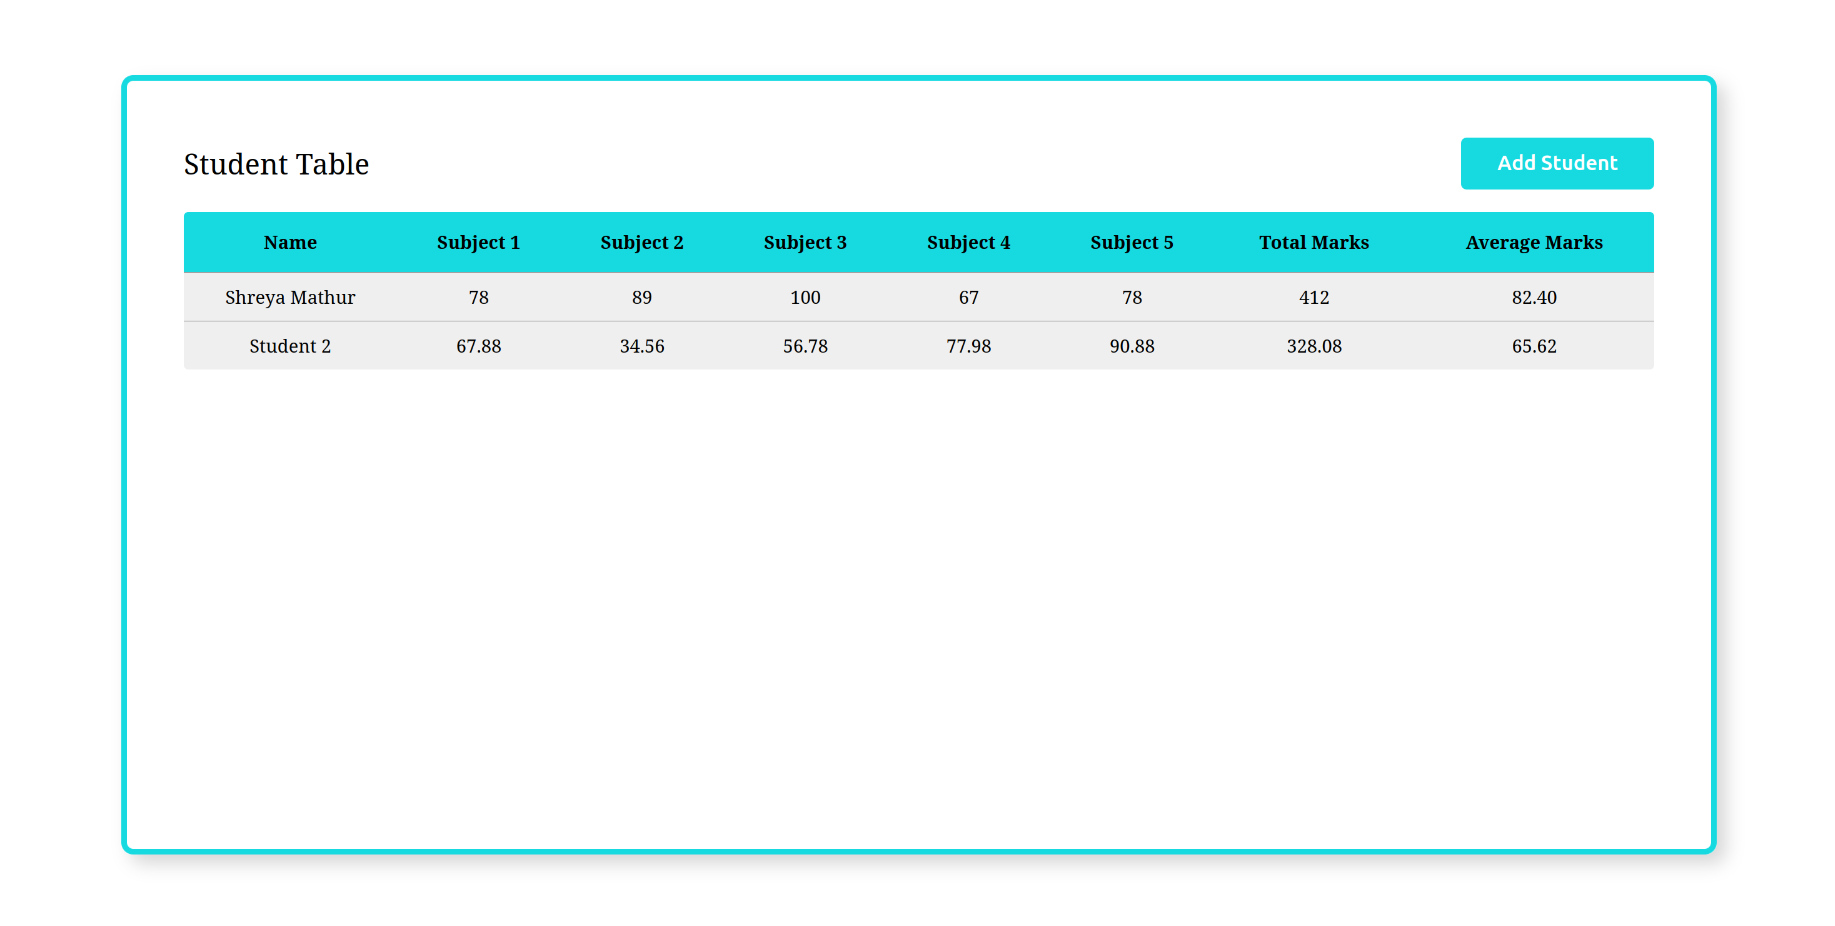 Student Table
Add Student
Name Subject 1 Subject 2 Subject 3 Subject 4 Subject 5 Total Marks Average Marks
Shreya Mathur 78 89 100 67 78 412 82.40
Student 2 67.88 34.56 56.78 77.98 90.88 328.08 65.62